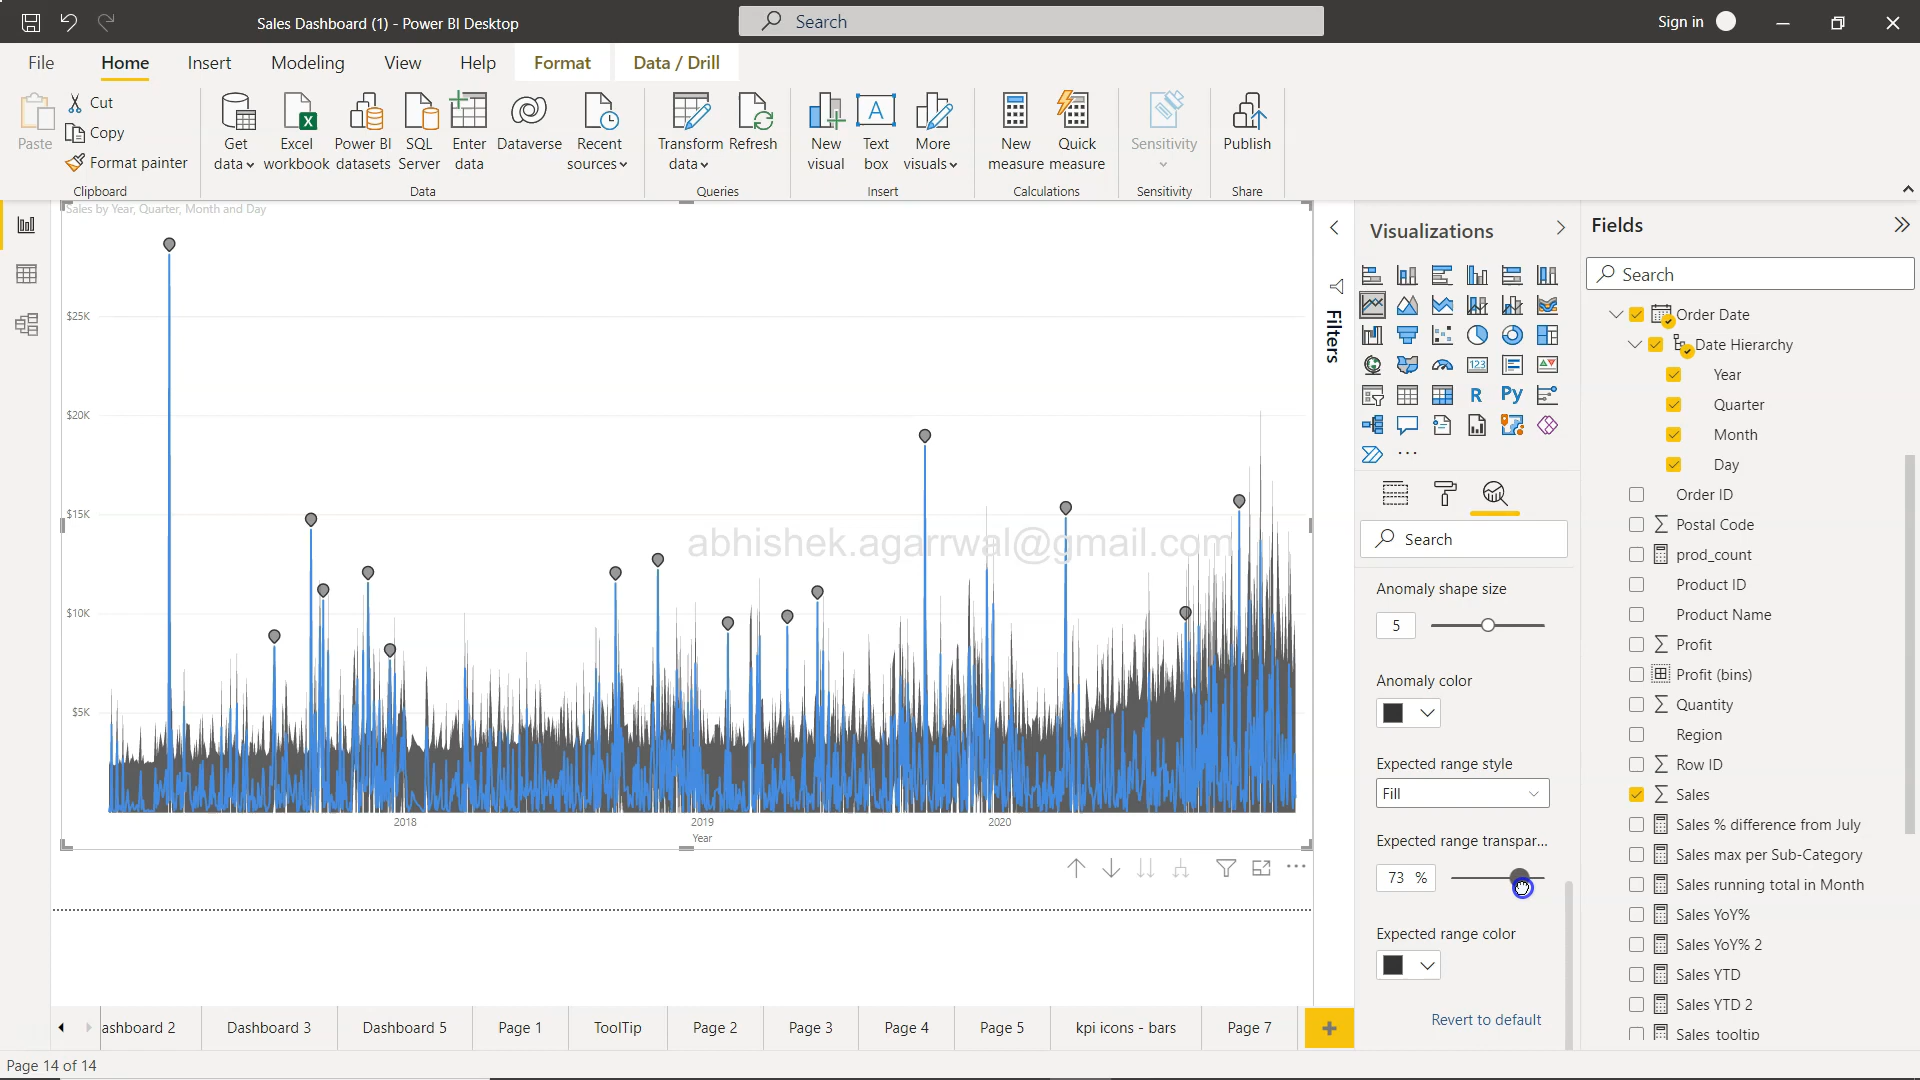 Sales Dashboard (1) - Power BI Desktop
Search
Sign in
File
Home
Insert
Modeling
View
Help
Format
Data / Drill
Paste
Cut
Copy
Format painter
Clipboard
Get data
Excel workbook
Power BI datasets
SQL Server
Enter data
Dataverse
Recent sources
Data
Transform data
Refresh
Queries
New visual
Text box
More visuals
Insert
New measure
Quick measure
Calculations
Sensitivity
Sensitivity
Publish
Share
Sales by Year, Quarter, Month and Day
$25K
$20K
$15K
$10K
$5K
2018
2019
2020
Year
abhishek.agarrwal@gmail.com
Filters
Visualizations
R
Py
123
Search
Anomaly shape size
5
Anomaly color
Expected range style
Fill
Expected range transpar...
73 %
Expected range color
Revert to default
Fields
Search
Order Date
Date Hierarchy
Year
Quarter
Month
Day
Order ID
Postal Code
prod_count
Product ID
Product Name
Profit
Profit (bins)
Quantity
Region
Row ID
Sales
Sales % difference from July
Sales max per Sub-Category
Sales running total in Month
Sales YoY%
Sales YoY% 2
Sales YTD
Sales YTD 2
Sales tooltip
ashboard 2
Dashboard 3
Dashboard 5
Page 1
ToolTip
Page 2
Page 3
Page 4
Page 5
kpi icons - bars
Page 7
Page 14 of 14